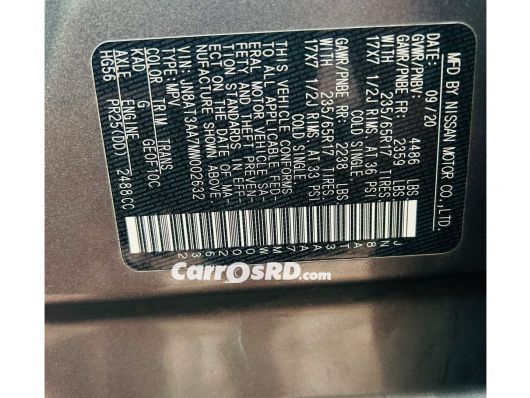 MFD BY NISSAN MOTOR CO.,LTD.
09/20
GVWR/PNBV: 4486 LBS
GAWR/PNBE FR: 2359 LBS
WITH 235/65R17 TIRES,
17X7 1/2J RIMS AT 36 PSI
COLD SINGLE
GAWR/PNBE RR: 2238 LBS
WITH 235/65R17
17X7 1/2J RIMS AT 33 PSI
COLD SINGLE
THIS VEHICLE CONFORMS
TO ALL APPLICABLE FED-
ERAL MOTOR VEHICLE SA-
FETY AND THEFT PREVEN-
TION STANDARDS IN EFF-
ECT ON THE DATE OF MA-
NUFACTURE SHOWN ABOVE
VIN: JN8AT3AA7MW002632
TYPE: MPV
COLOR TRIM TRANS
KAD G GE0F10C
AXLE
HG56 PR25(DD) 2488CC
JN8AT3AA7MW002632
CarrosRD.com